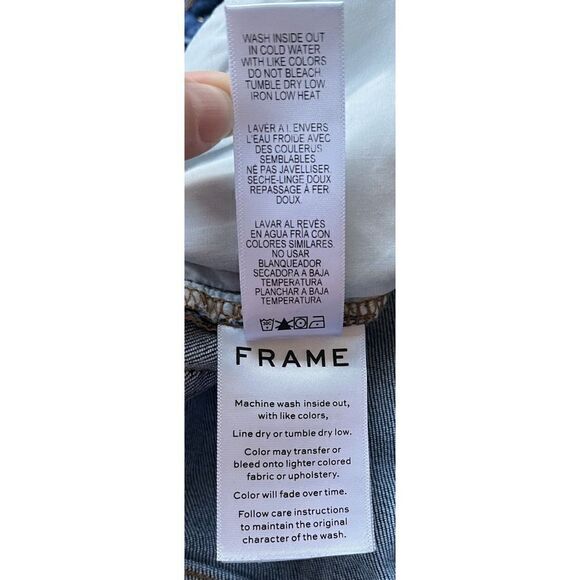 WASH INSIDE OUT
IN COLD WATER
WITH LIKE COLORS
DO NOT BLEACH.
TUMBLE DRY LOW
IRON LOW HEAT.
LAVER A L ENVERS
L'EAU FROIDE AVEC
DES COULERUS
SEMBLABLES
NÉ PAS JAVELLISER.
SÈCHE-LINGE DOUX
REPASSAGE À FER
DOUX.
LAVAR AL REVÉS
EN AGUA FRÍA CON
COLORES SIMILARES.
NO USAR
BLANQUEADOR
SECADORA A BAJA
TEMPERATURA
PLANCHAR A BAJA
TEMPERATURA
FRAME
Machine wash inside out,
with like colors,
Line dry or tumble dry low.
Color may transfer or
bleed onto lighter colored
fabric or upholstery.
Color will fade over time.
Follow care instructions
to maintain the original
character of the wash.